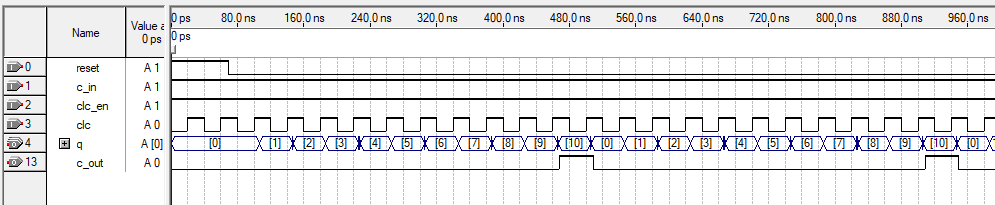 Name
Value a
0 ps
0 ps 80.0 ns 160.0 ns 240.0 ns 320.0 ns 400.0 ns 480.0 ns 560.0 ns 640.0 ns 720.0 ns 800.0 ns 880.0 ns 960.0 ns
0 ps
0 reset A 1
1 c_in A 1
2 clc_en A 1
3 clc A 0
4 q A [0] [0] [1] [2] [3] [4] [5] [6] [7] [8] [9] [10] [0] [1] [2] [3] [4] [5] [6] [7] [8] [9] [10] [0]
13 c_out A 0